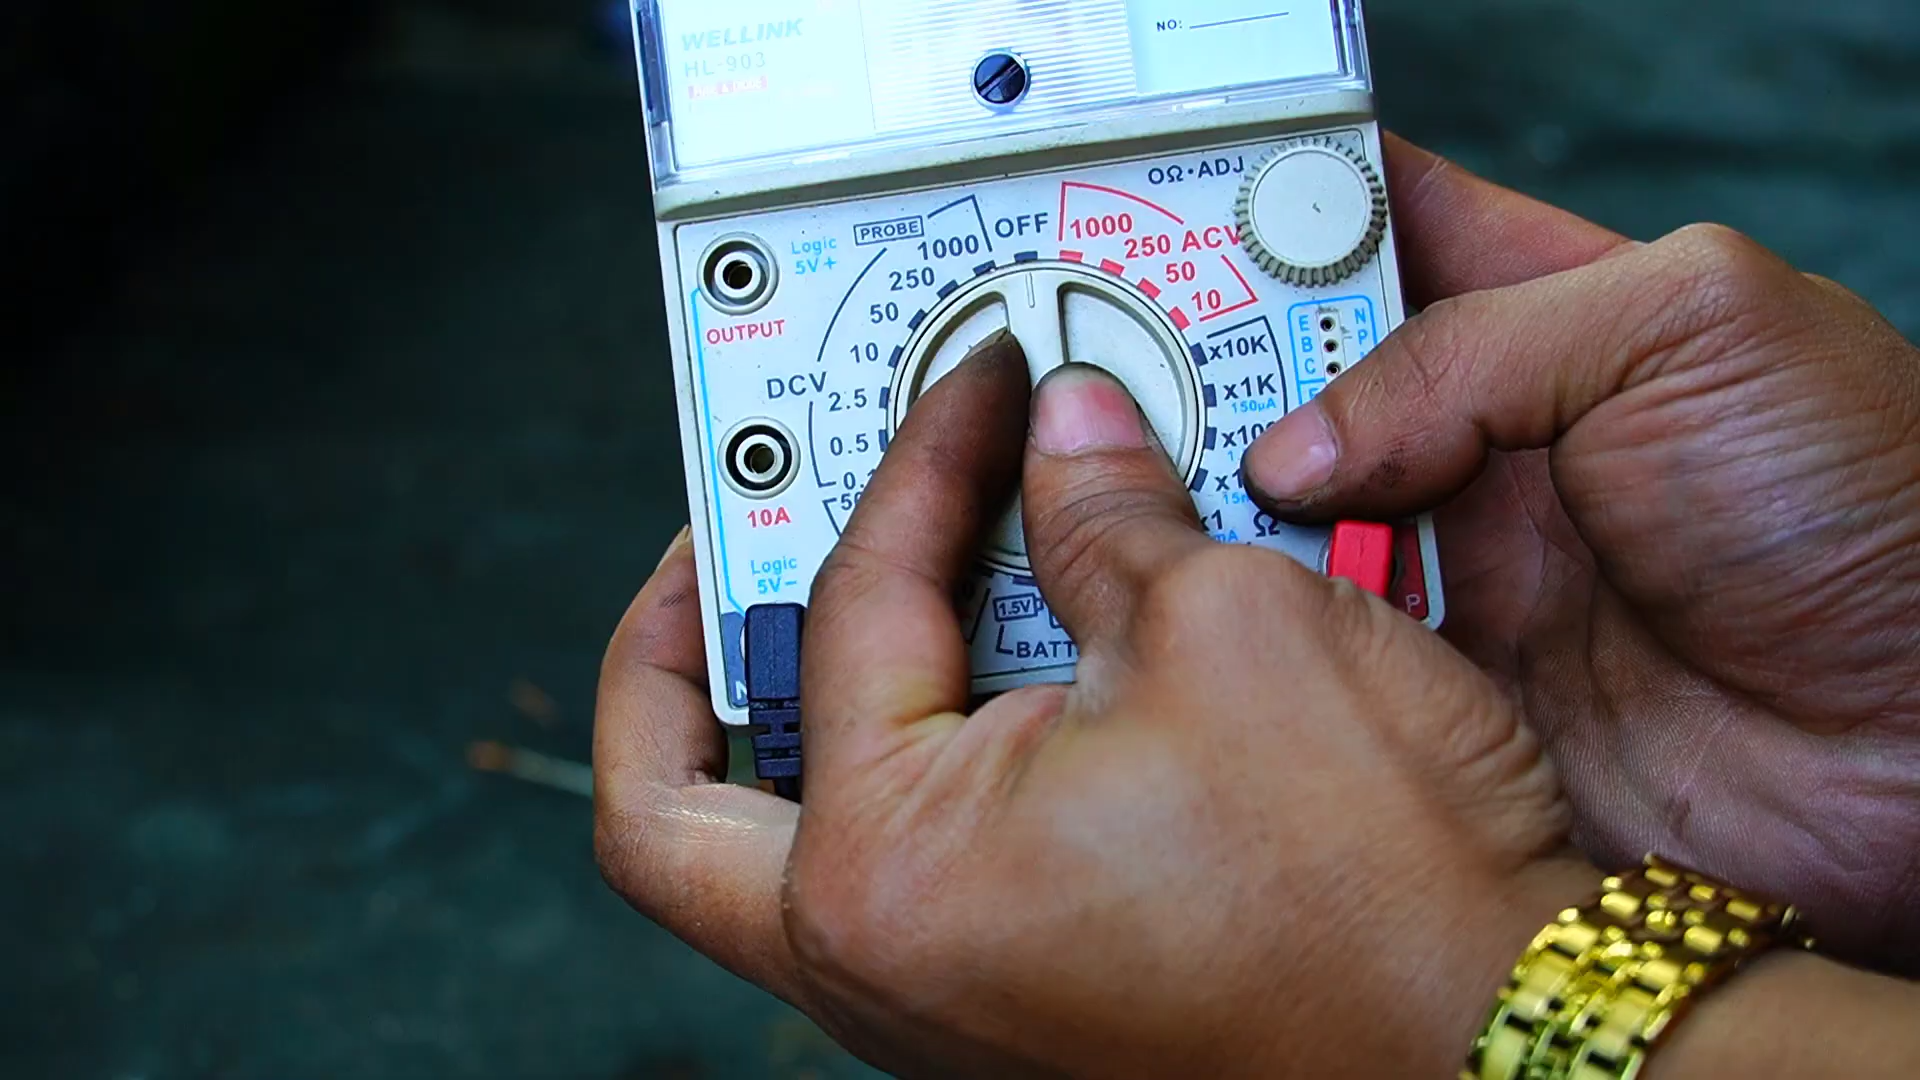 WELLINK
HL-903
NO:
OΩ·ADJ
PROBE
OFF
1000
1000
250 ACV
250
50
50
10
10
DCV
2.5
0.5
x10K
x1K
150µA
x1
Ω
Logic
5V+
OUTPUT
10A
Logic
5V−
E
B
C
N
P
1.5V
P